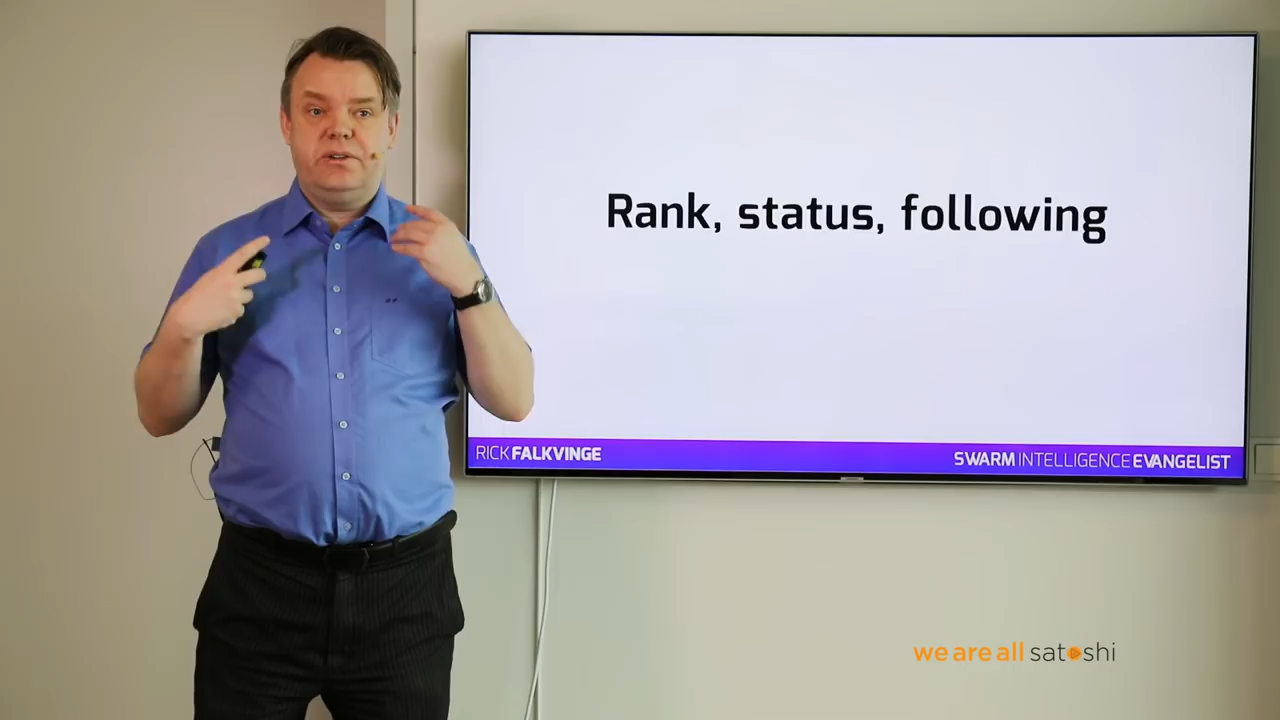 Rank, status, following
RICK FALKVINGE
SWARM INTELLIGENCE EVANGELIST
we are all satoshi